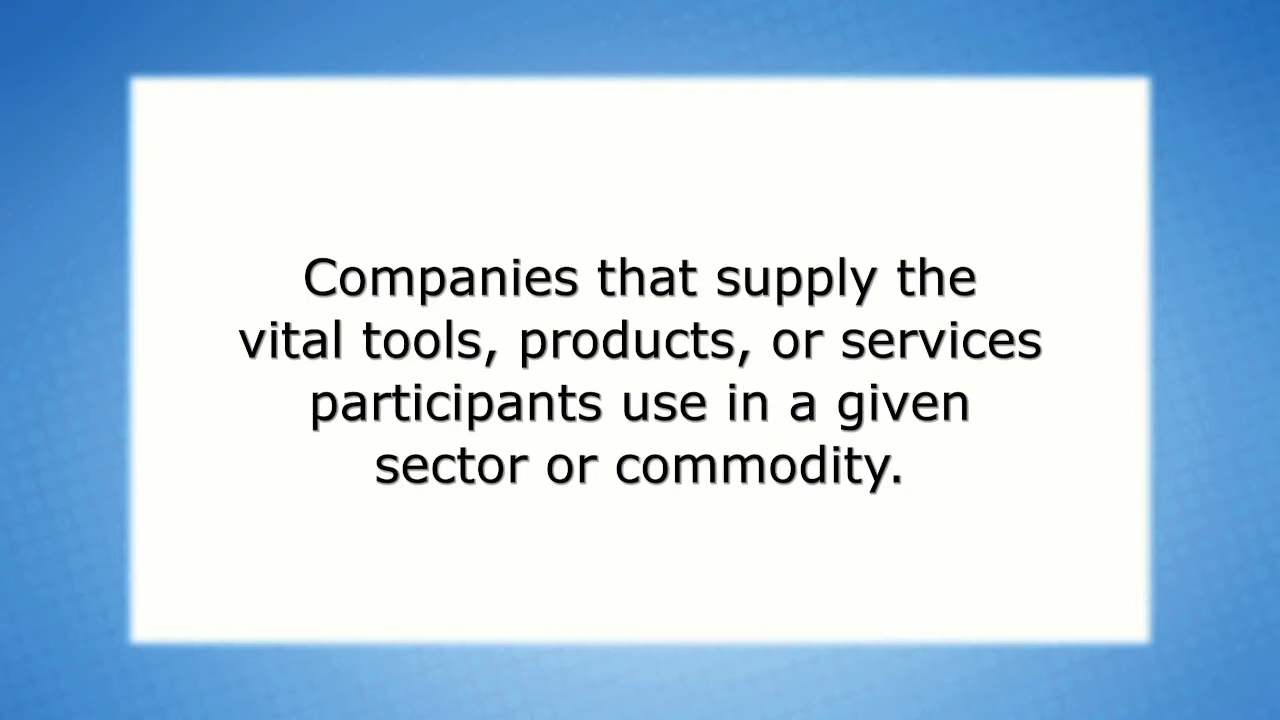 Companies that supply the
vital tools, products, or services
participants use in a given
sector or commodity.